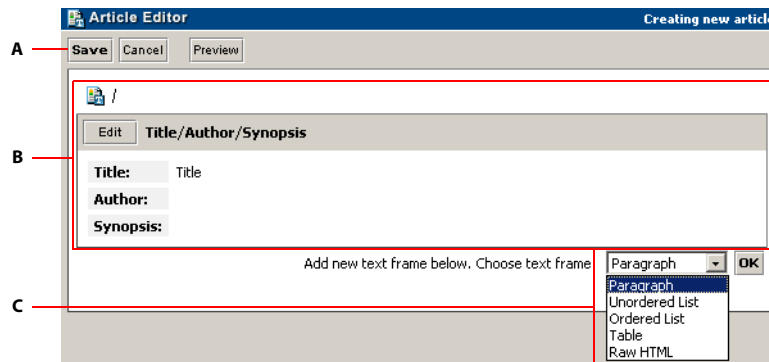 Article Editor Creating new article
A Save Cancel Preview
/
B Edit Title/Author/Synopsis
Title: Title
Author:
Synopsis:
Add new text frame below. Choose text frame Paragraph OK
Paragraph
Unordered List
C Ordered List
Table
Raw HTML